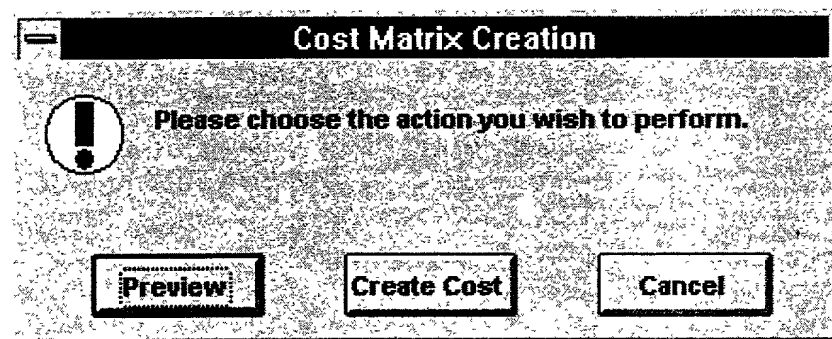 Cost Matrix Creation
Please choose the action you wish to perform.
Preview Create Cost Cancel